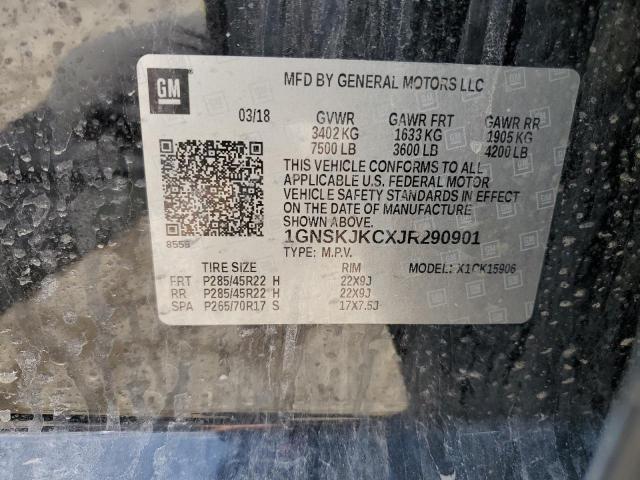 GM
MFD BY GENERAL MOTORS LLC
03/18 GVWR GAWR FRT GAWR RR
3402 KG 1633 KG 1905 KG
7500 LB 3600 LB 4200 LB
THIS VEHICLE CONFORMS TO ALL
APPLICABLE U.S. FEDERAL MOTOR
VEHICLE SAFETY STANDARDS IN EFFECT
ON THE DATE OF MANUFACTURE
SHOWN ABOVE.
1GNSKJKCXJR290901
8556
TYPE: M.P.V.
TIRE SIZE RIM MODEL: X1CK15906
FRT P285/45R22 H 22X9J
RR P285/45R22 H 22X9J
SPA P265/70R17 S 17X7.5J